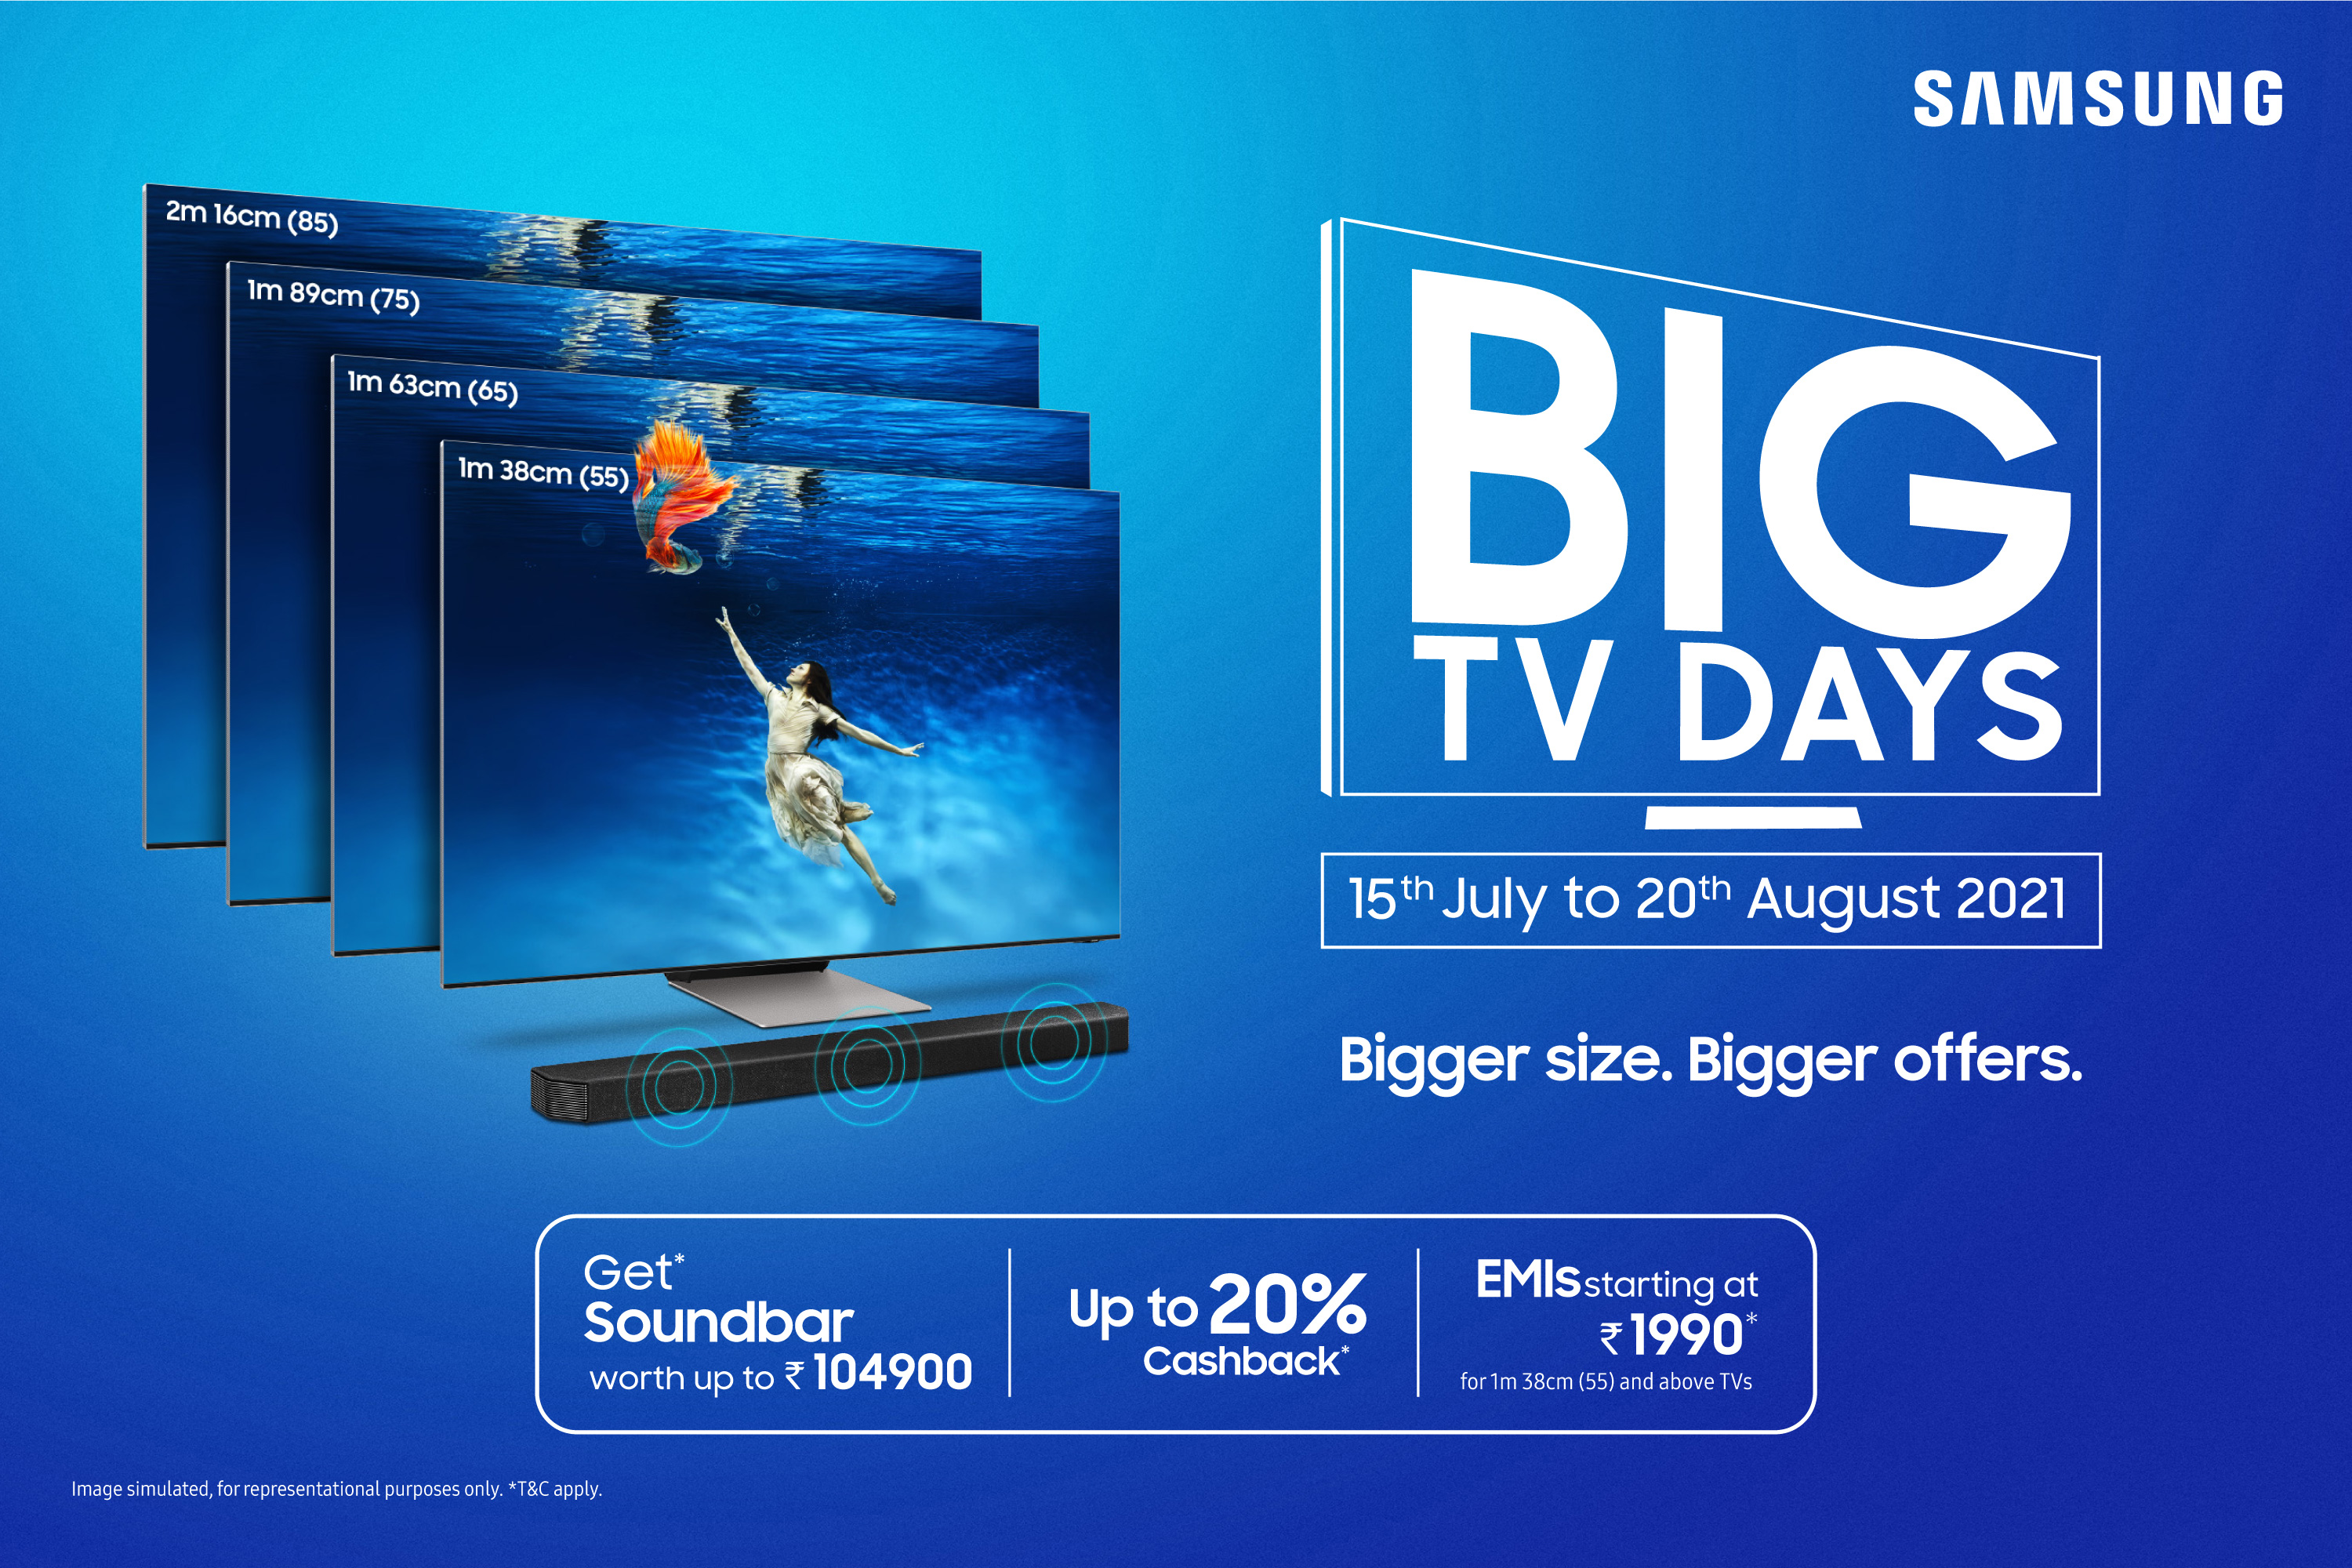 SAMSUNG
2m 16cm (85)
1m 89cm (75)
1m 63cm (65)
1m 38cm (55)
BIG
TV DAYS
15th July to 20th August 2021
Bigger size. Bigger offers.
Get*
Soundbar
worth up to ₹ 104900
Up to 20%
Cashback*
EMIs starting at
₹ 1990*
for 1m 38cm (55) and above TVs
Image simulated, for representational purposes only. *T&C apply.